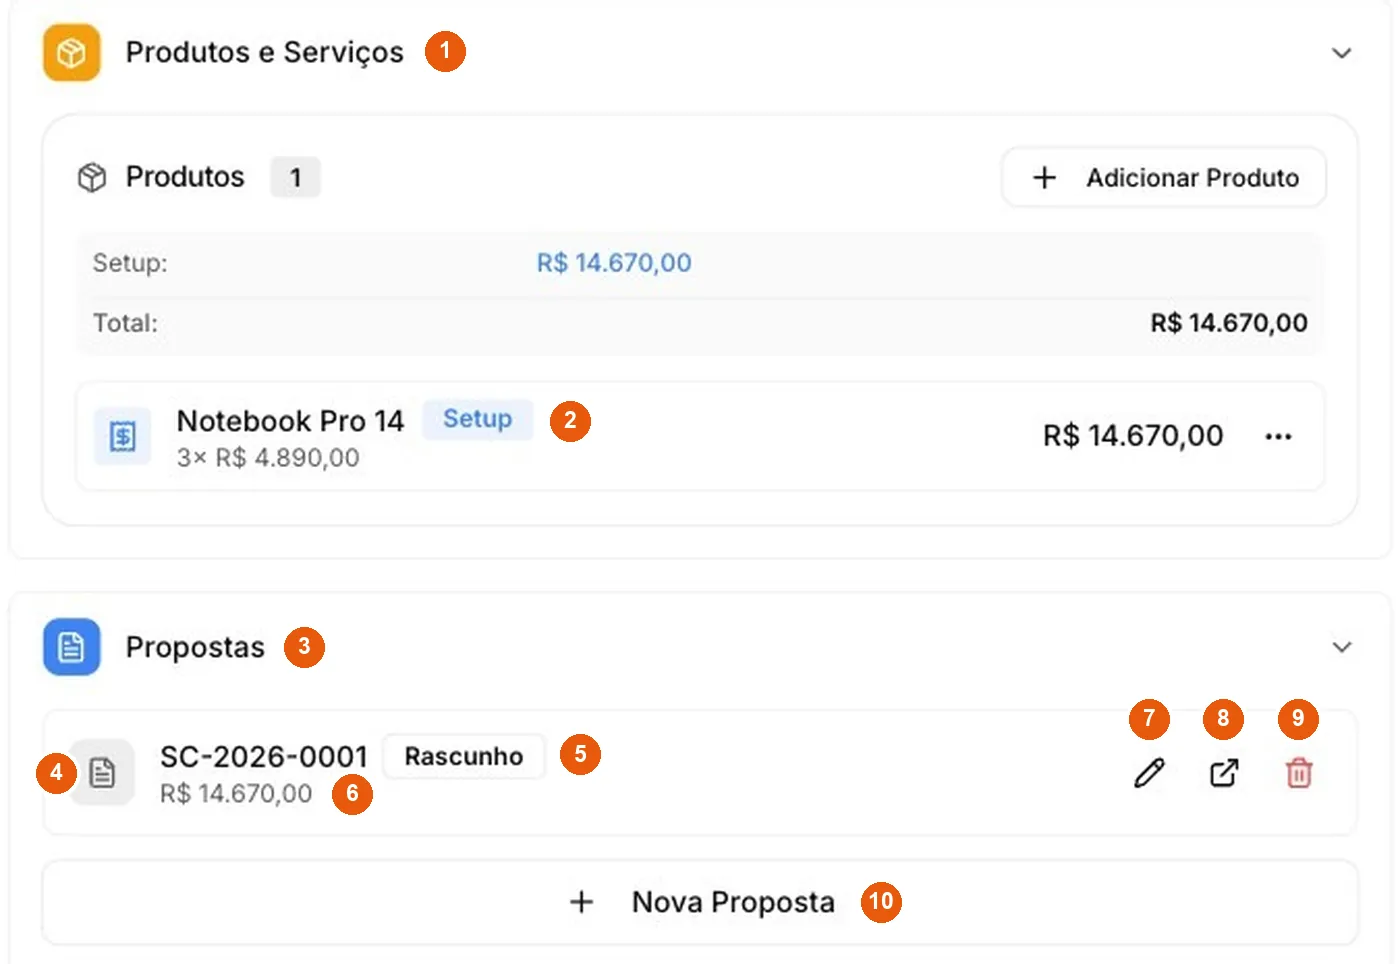 Produtos e Serviços 1
Produtos 1
+ Adicionar Produto
Setup: R$ 14.670,00
Total: R$ 14.670,00
Notebook Pro 14 Setup 2
3× R$ 4.890,00
R$ 14.670,00 ...
Propostas 3
7 8 9
4 SC-2026-0001 Rascunho 5
R$ 14.670,00 6
+ Nova Proposta 10